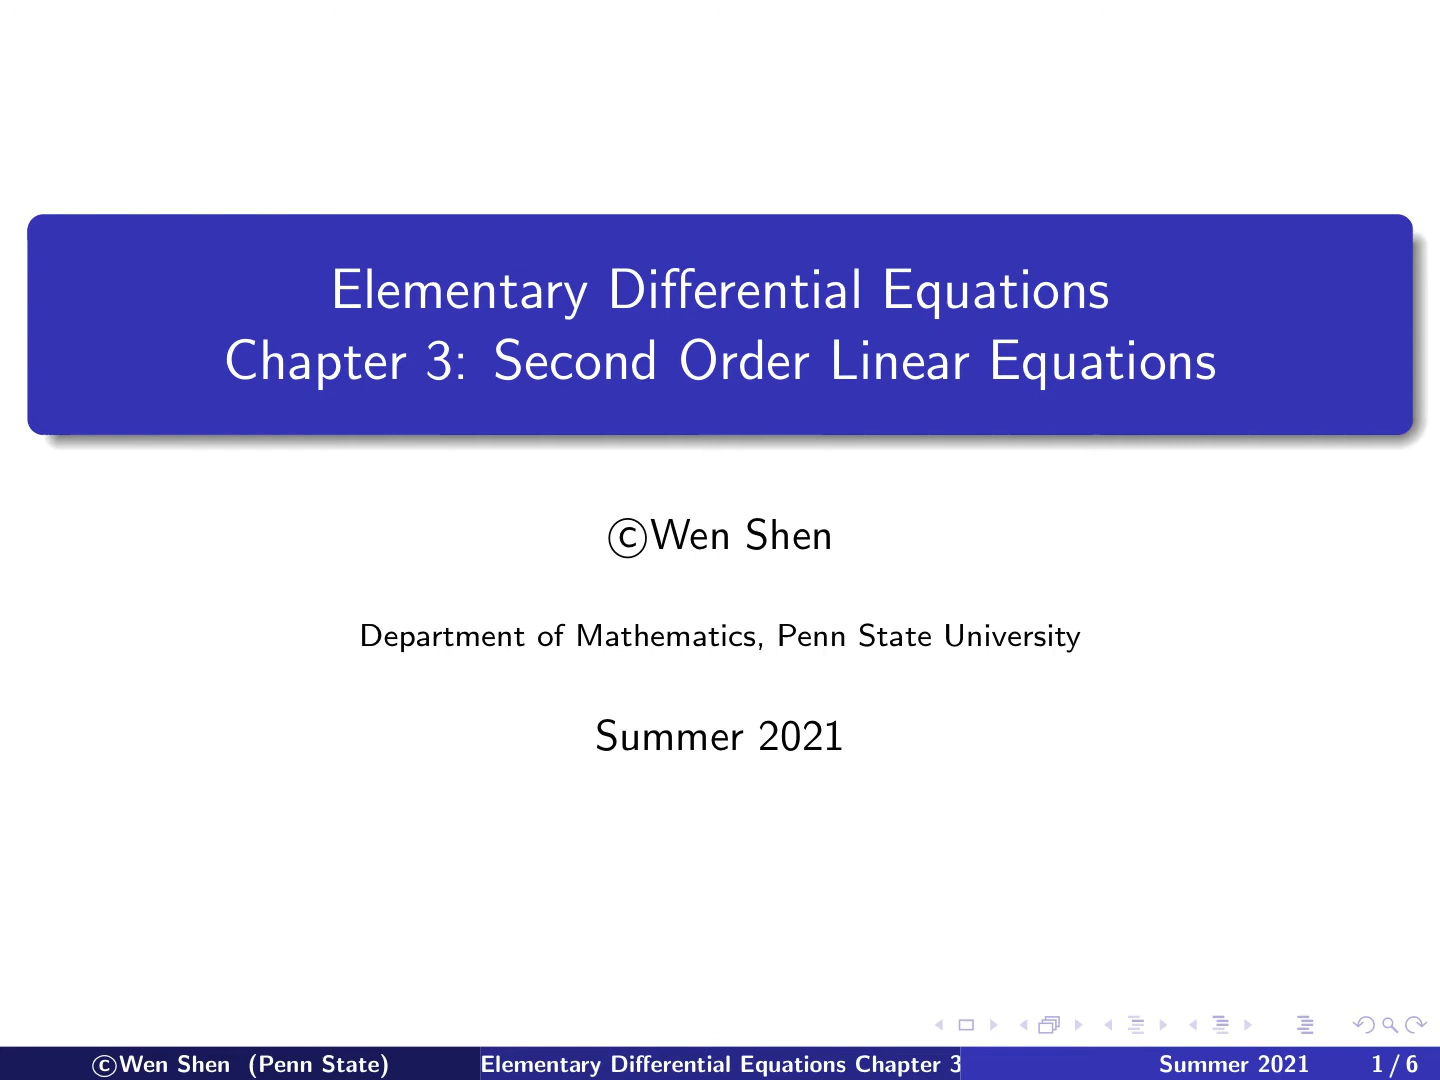 Elementary Differential Equations
Chapter 3: Second Order Linear Equations
©Wen Shen
Department of Mathematics, Penn State University
Summer 2021
©Wen Shen (Penn State) Elementary Differential Equations Chapter 3 Summer 2021 1 / 6